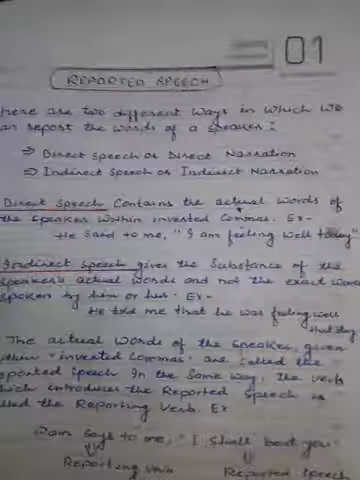 01
REPORTED SPEECH
here are two different ways in which we
an report the words of a speaker :
⇒ Direct speech or Direct Narration
⇒ Indirect speech or Indirect Narration
Direct speech contains the actual words of
the speaker within inverted commas. Ex-
He said to me, "I am feeling well today"
Indirect speech gives the substance of the
speaker's actual words and not the exact words
spoken by him or her. Ex-
He told me that he was feeling well
that day
The actual words of the speaker, given
within "inverted commas" are called the
eported speech In the same way, The verb
hich introduces the Reported Speech is
lled the Reporting verb. Ex
Ram says to me, "I shall beat you
Reporting verb Reported Speech